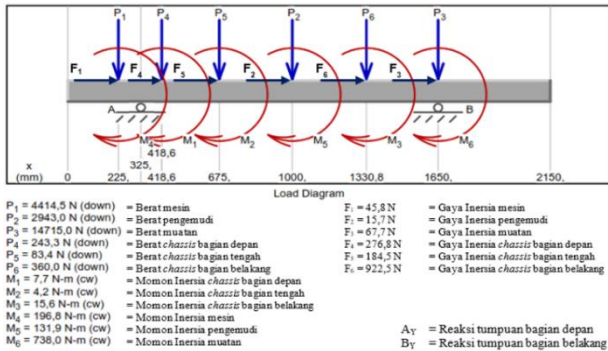 P1 P4 P5 P2 P6 P3
F1 F4 F5 F2 F6 F3
A B
M4 M1 M2 M5 M3 M6
418,6
325,
x
(mm) 0 225, 418,6 675, 1000, 1330,8 1650, 2150,
Load Diagram
P1 = 4414,5 N (down) = Berat mesin
P2 = 2943,0 N (down) = Berat pengemudi
P3 = 14715,0 N (down) = Berat muatan
P4 = 243,3 N (down) = Berat chassis bagian depan
P5 = 83,4 N (down) = Berat chassis bagian tengah
P6 = 360,0 N (down) = Berat chassis bagian belakang
M1 = 7,7 N-m (cw) = Momon Inersia chassis bagian depan
M2 = 4,2 N-m (cw) = Momon Inersia chassis bagian tengah
M3 = 15,6 N-m (cw) = Momon Inersia chassis bagian belakang
M4 = 196,8 N-m (cw) = Momon Inersia mesin
M5 = 131,9 N-m (cw) = Momon Inersia pengemudi
M6 = 738,0 N-m (cw) = Momon Inersia muatan
F1 = 45,8 N = Gaya Inersia mesin
F2 = 15,7 N = Gaya Inersia pengemudi
F3 = 67,7 N = Gaya Inersia muatan
F4 = 276,8 N = Gaya Inersia chassis bagian depan
F5 = 184,5 N = Gaya Inersia chassis bagian tengah
F6 = 922,5 N = Gaya Inersia chassis bagian belakang
AY = Reaksi tumpuan bagian depan
BY = Reaksi tumpuan bagian belakang